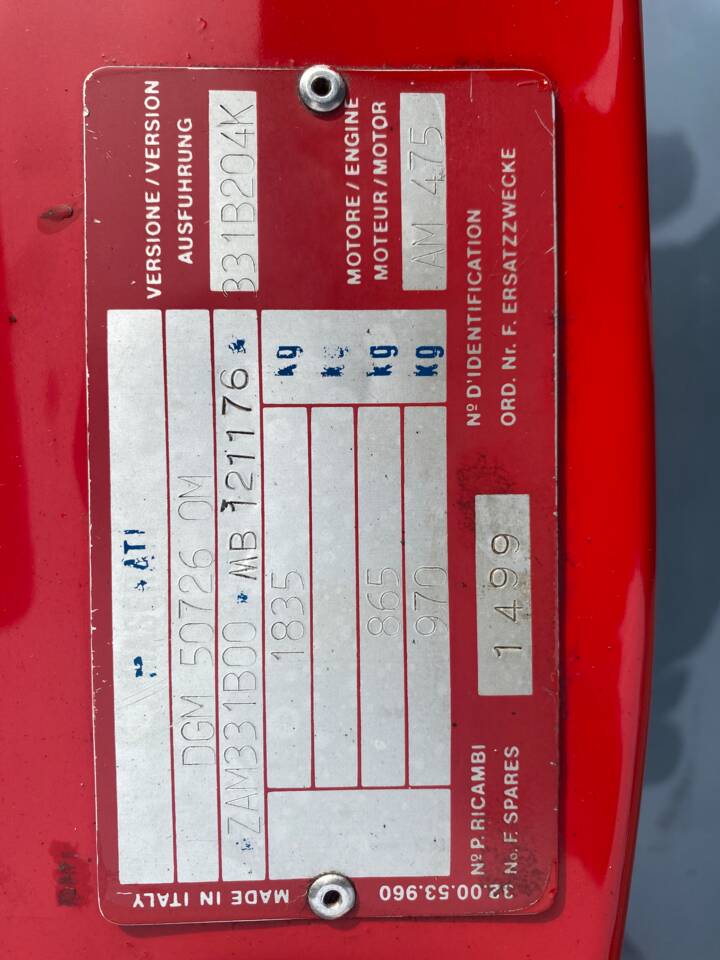 DGM 50726 OM
* ZAM331B00 * MB 121176 *
1835 Kg
865 Kg
970 Kg
VERSIONE / VERSION
AUSFUHRUNG
331B204K
MOTORE / ENGINE
MOTEUR / MOTOR
AM 475
Nº P. RICAMBI
No. F. SPARES
1499
Nº D'IDENTIFICATION
ORD. Nr. F. ERSATZZWECKE
MADE IN ITALY
32.00.53.960